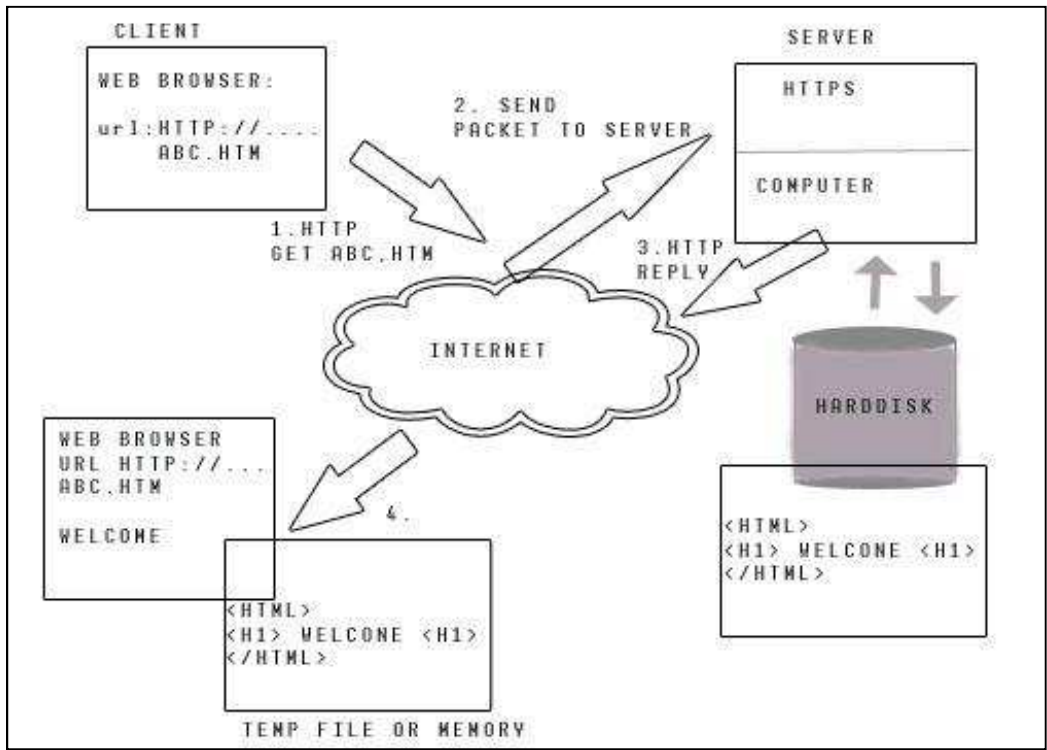 CLIENT
WEB BROWSER:
url:HTTP://....
ABC.HTM
1.HTTP
GET ABC,HTM
2. SEND
PACKET TO SERVER
SERVER
HTTPS
COMPUTER
3.HTTP
REPLY
INTERNET
HARDDISK
<HTML>
<H1> WELCONE <H1>
</HTML>
4.
WEB BROWSER
URL HTTP://...
ABC,HTM
WELCOME
<HTML>
<H1> WELCONE <H1>
</HTML>
TEMP FILE OR MEMORY